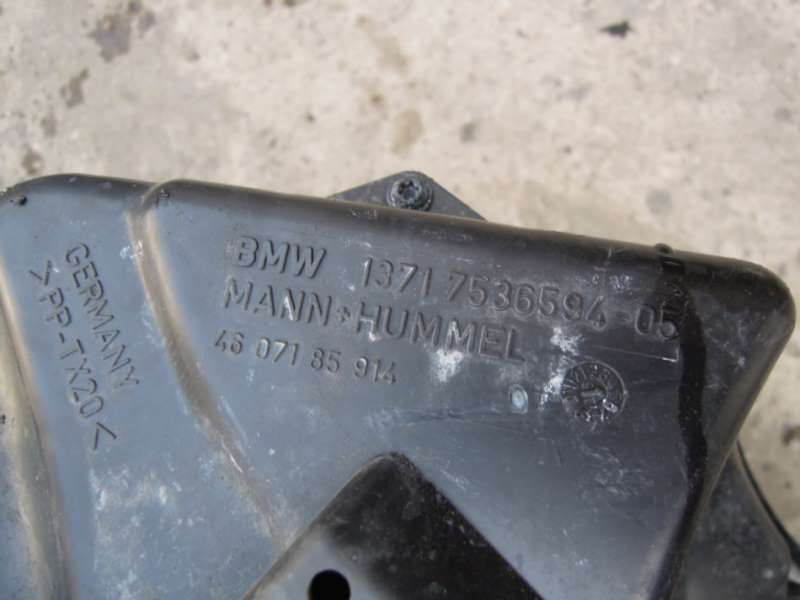 BMW 1371 7536594-05
MANN+HUMMEL
46 071 85 914
GERMANY
>PP-TX20<